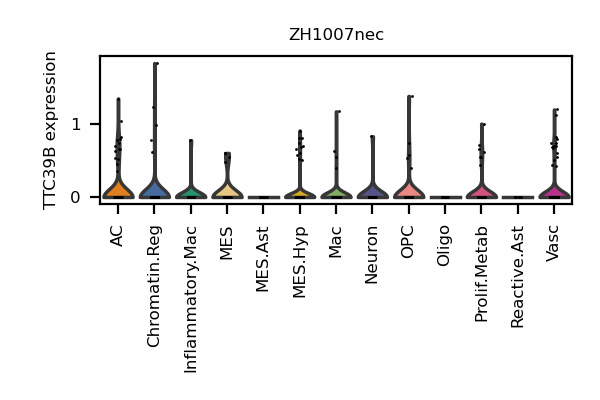 ZH1007nec
TTC39B expression
1
0
AC
Chromatin.Reg
Inflammatory.Mac
MES
MES.Ast
MES.Hyp
Mac
Neuron
OPC
Oligo
Prolif.Metab
Reactive.Ast
Vasc